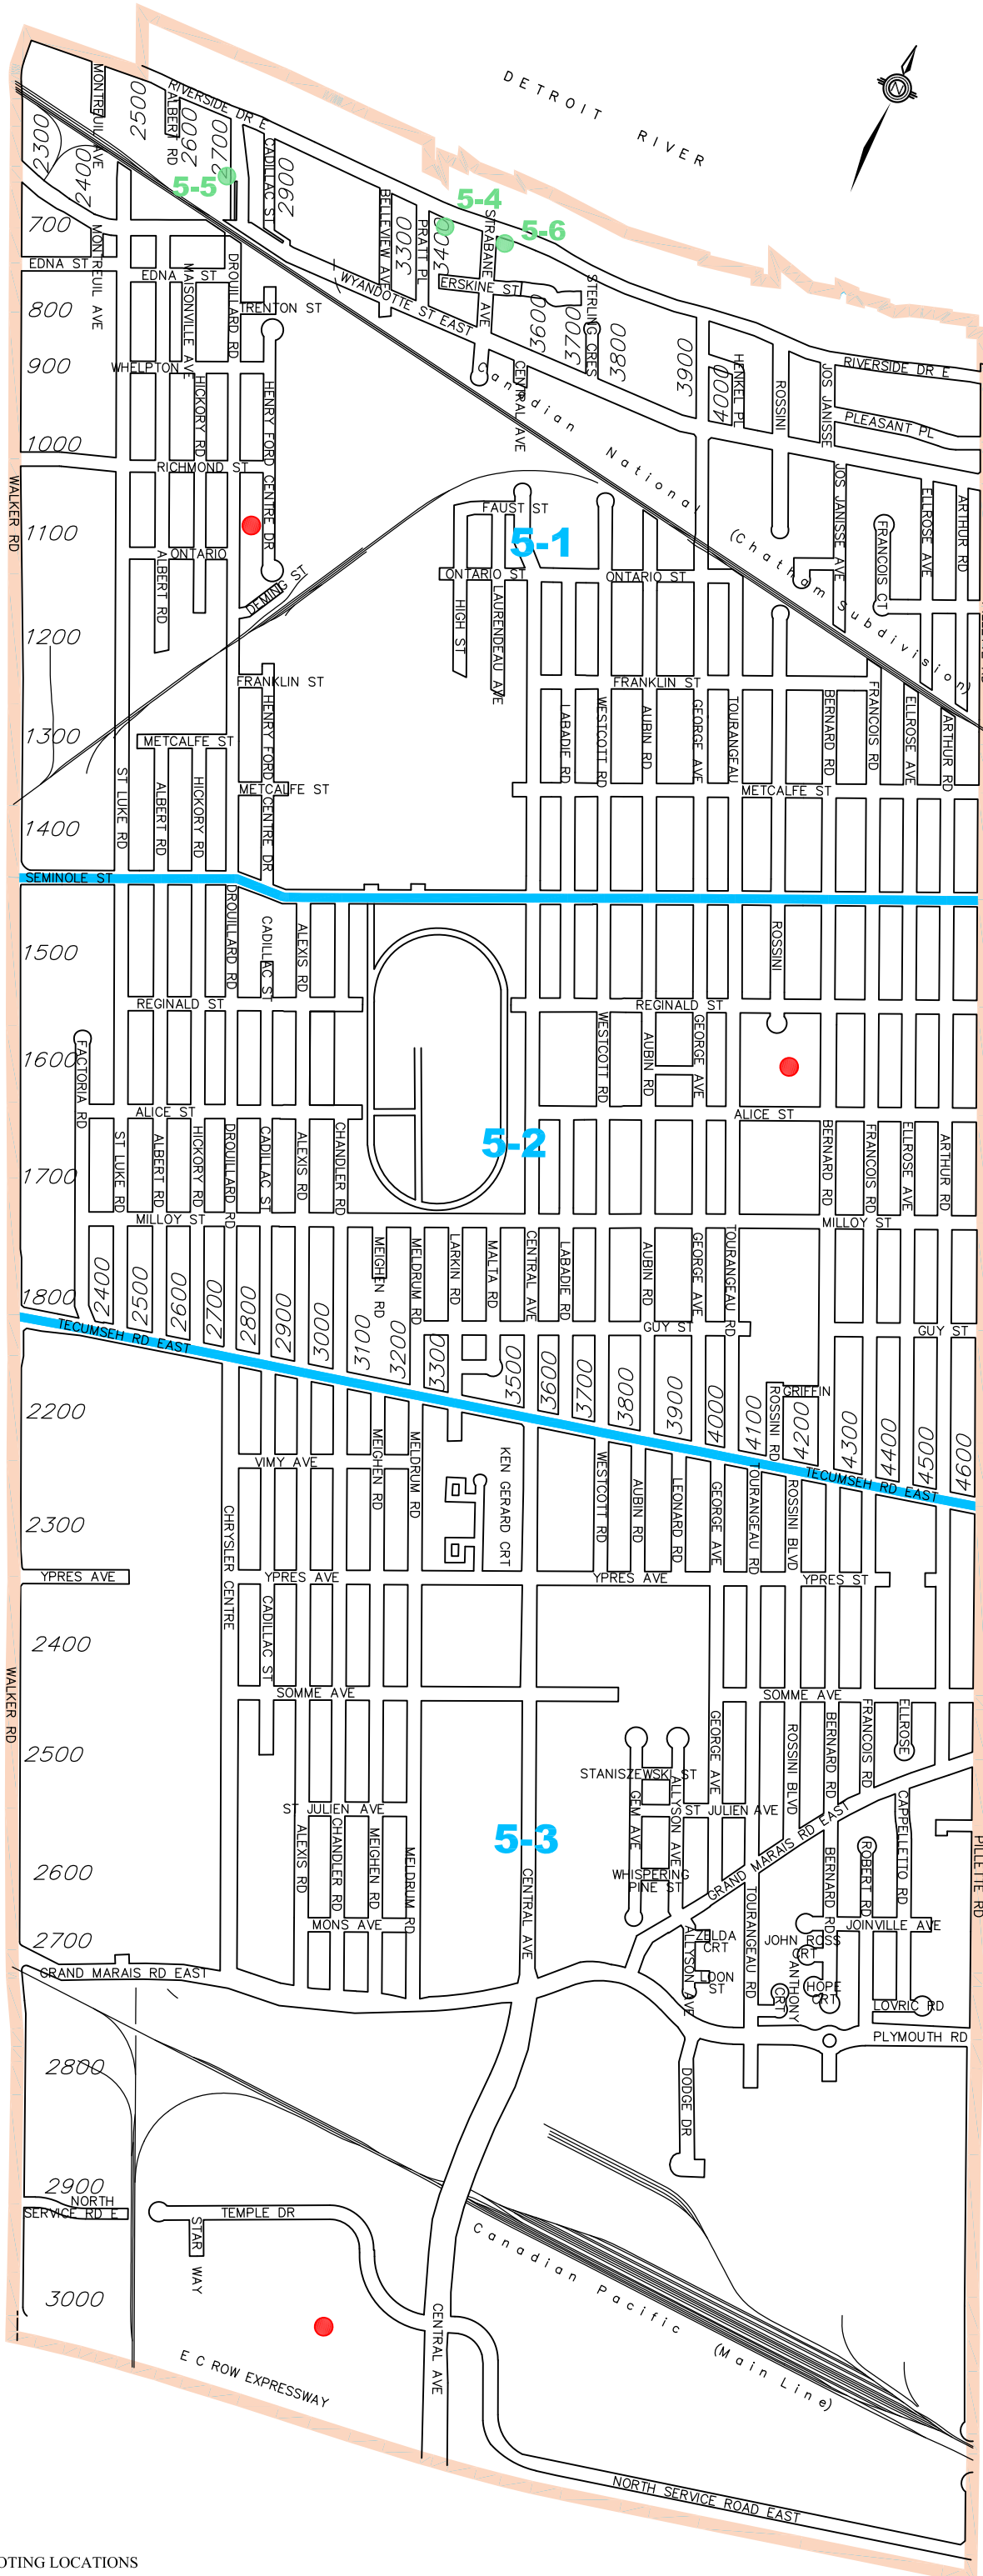 DETROIT RIVER
N
MONTREUIL AVE
2500
ALBERT RD
RIVERSIDE DR E
2300
2400
2600
2700
CADILLAC ST
2900
5-5
5-4
5-6
BELLEVIEW AVE
3300
PRATT PL
3400
STRABANE AVE
700
EDNA ST
MONTREUIL AVE
EDNA ST
MAISONVILLE AVE
DROUILLARD RD
WYANDOTTE ST EAST
ERSKINE ST
STERLING CRES
800
TRENTON ST
3600
3700
3800
3900
900
WHELPTON
HICKORY RD
HENRY FORD CENTRE DR
Canadian National (Chatham Subdivision)
CENTRAL AVE
4000
HENKEL PL
ROSSINI
JOS JANISSE
RIVERSIDE DR E
PLEASANT PL
1000
RICHMOND ST
WALKER RD
1100
ONTARIO
ALBERT RD
DEMING ST
FAUST ST
5-1
ONTARIO ST
ONTARIO ST
HIGH ST
LAURENDEAU AVE
JOS JANISSE AVE
FRANCOIS CT
ELLROSE AVE
ARTHUR RD
1200
FRANKLIN ST
FRANKLIN ST
1300
METCALFE ST
HENRY FORD CENTRE DR
METCALFE ST
LABADIE RD
WESTCOTT RD
AUBIN RD
GEORGE AVE
TOURANGEAU
BERNARD RD
FRANCOIS RD
ELLROSE AVE
ARTHUR RD
METCALFE ST
ST LUKE RD
ALBERT RD
HICKORY RD
1400
SEMINOLE ST
DROUILLARD RD
CADILLAC ST
ALEXIS RD
ROSSINI
1500
REGINALD ST
REGINALD ST
1600
FACTORIA RD
WESTCOTT RD
AUBIN RD
GEORGE AVE
ALICE ST
ALICE ST
5-2
1700
ST LUKE RD
ALBERT RD
HICKORY RD
DROUILLARD RD
CADILLAC ST
ALEXIS RD
CHANDLER RD
BERNARD RD
FRANCOIS RD
ELLROSE AVE
ARTHUR RD
MILLOY ST
MILLOY ST
1800
2400
2500
2600
2700
2800
2900
3000
3100
MEIGHEN RD
3200
MELDRUM RD
3300
LARKIN RD
MALTA RD
3500
CENTRAL AVE
3600
LABADIE RD
3700
3800
AUBIN RD
3900
GEORGE AVE
4000
TOURANGEAU RD
GUY ST
GUY ST
4100
ROSSINI RD
GRIFFIN
4200
4300
4400
4500
4600
TECUMSEH RD EAST
TECUMSEH RD EAST
2200
VIMY AVE
MEIGHEN RD
MELDRUM RD
KEN GERARD CRT
WESTCOTT RD
AUBIN RD
LEONARD RD
GEORGE AVE
TOURANGEAU RD
ROSSINI BLVD
2300
CHRYSLER CENTRE
YPRES AVE
YPRES AVE
YPRES AVE
YPRES ST
2400
CADILLAC ST
WALKER RD
SOMME AVE
SOMME AVE
2500
GEORGE AVE
ROSSINI BLVD
BERNARD RD
FRANCOIS RD
ELLROSE
STANISZEWSKI ST
GEM AVE
ALLYSON AVE
ST JULIEN AVE
ST JULIEN AVE
GRAND MARAIS RD EAST
CAPPELLETTO RD
5-3
PILLETTE RD
2600
ALEXIS RD
CHANDLER RD
MEIGHEN RD
MELDRUM RD
CENTRAL AVE
WHISPERING
PINE ST
TOURANGEAU RD
BERNARD RD
ROBERT RD
MONS AVE
JOINVILLE AVE
2700
ZELDA
CRT
JOHN ROSS
CRT
GRAND MARAIS RD EAST
ALLYSON AVE
LOON
ST
ANTHONY
CRT
HOPE
CRT
LOVRIC RD
PLYMOUTH RD
2800
DODGE DR
2900
NORTH
SERVICE RD E
TEMPLE DR
STAR WAY
Canadian Pacific (Main Line)
3000
CENTRAL AVE
E C ROW EXPRESSWAY
NORTH SERVICE ROAD EAST
OTING LOCATIONS